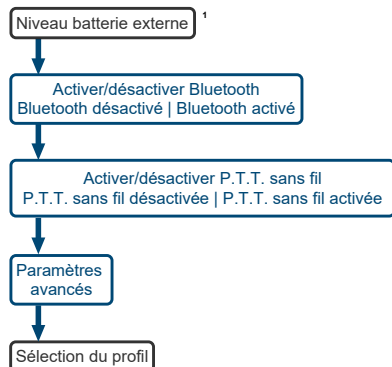 Niveau batterie externe ¹
Activer/désactiver Bluetooth
Bluetooth désactivé | Bluetooth activé
Activer/désactiver P.T.T. sans fil
P.T.T. sans fil désactivée | P.T.T. sans fil activée
Paramètres
avancés
Sélection du profil